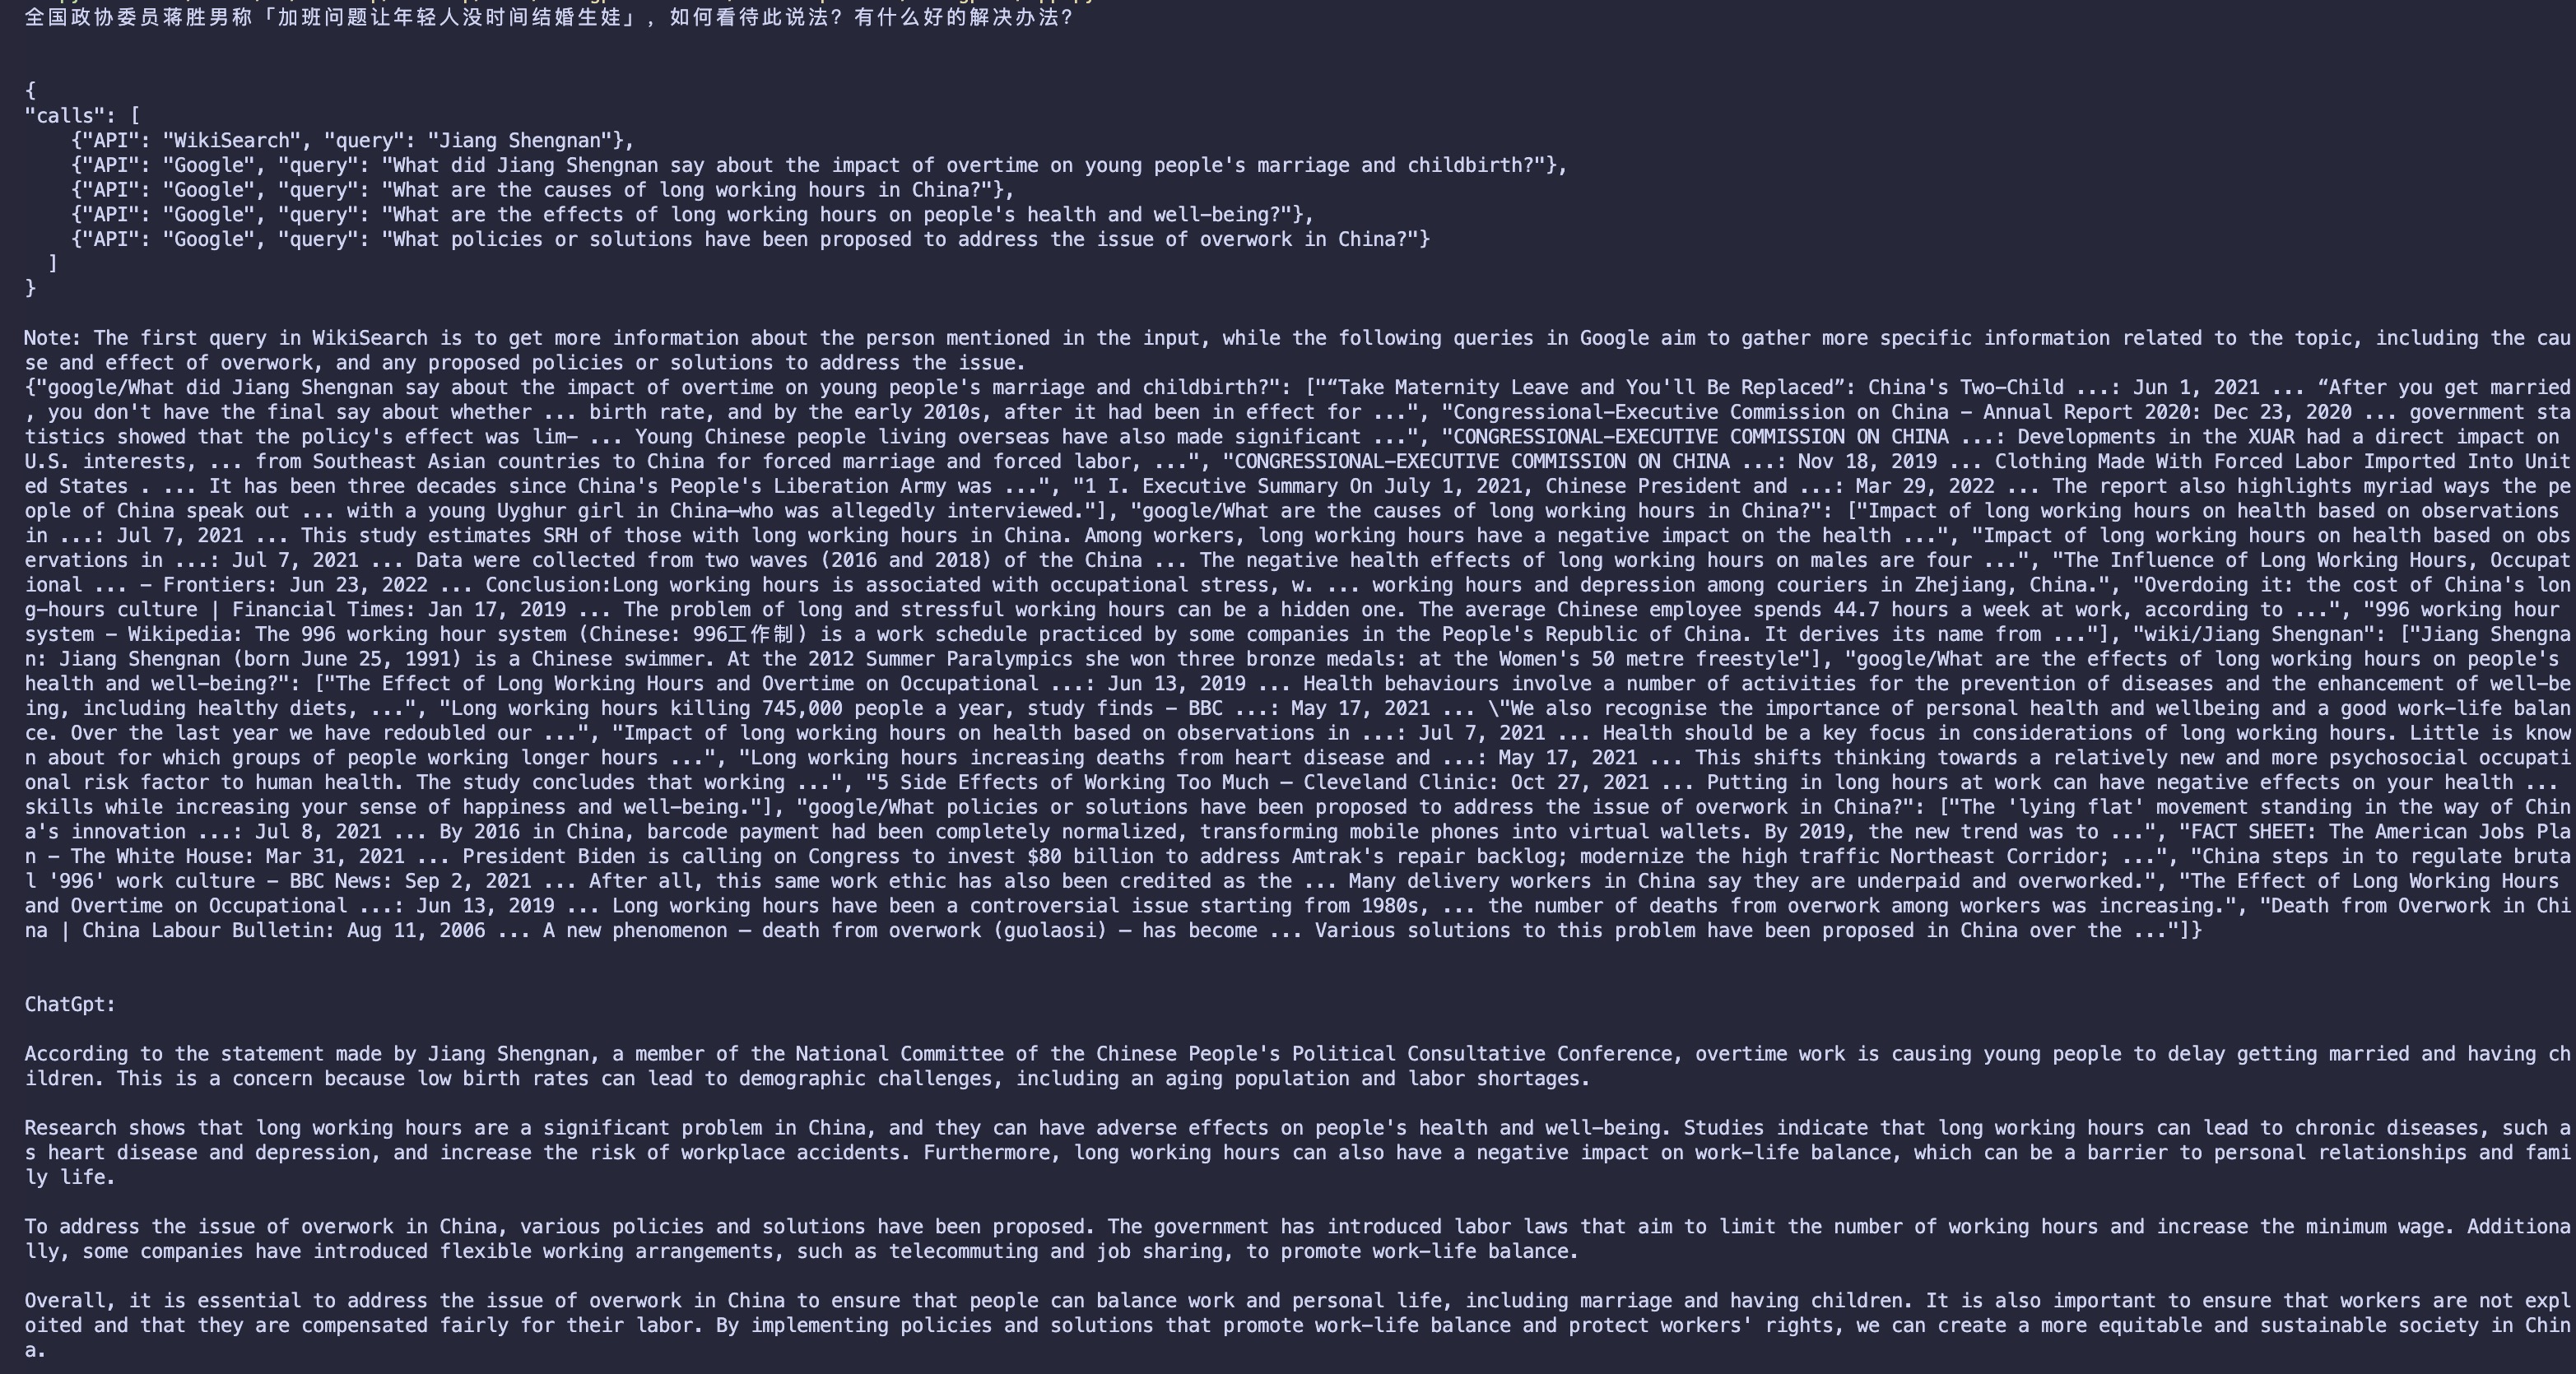 全国政协委员蒋胜男称「加班问题让年轻人没时间结婚生娃」, 如何看待此说法? 有什么好的解决办法?
{
"calls": [
{"API": "WikiSearch", "query": "Jiang Shengnan"},
{"API": "Google", "query": "What did Jiang Shengnan say about the impact of overtime on young people's marriage and childbirth?"},
{"API": "Google", "query": "What are the causes of long working hours in China?"},
{"API": "Google", "query": "What are the effects of long working hours on people's health and well-being?"},
{"API": "Google", "query": "What policies or solutions have been proposed to address the issue of overwork in China?"}
]
}
Note: The first query in WikiSearch is to get more information about the person mentioned in the input, while the following queries in Google aim to gather more specific information related to the topic, including the cau
se and effect of overwork, and any proposed policies or solutions to address the issue.
{"google/What did Jiang Shengnan say about the impact of overtime on young people's marriage and childbirth?": ["“Take Maternity Leave and You'll Be Replaced”: China's Two-Child ...: Jun 1, 2021 ... “After you get married
, you don't have the final say about whether ... birth rate, and by the early 2010s, after it had been in effect for ...", "Congressional-Executive Commission on China - Annual Report 2020: Dec 23, 2020 ... government sta
tistics showed that the policy's effect was lim- ... Young Chinese people living overseas have also made significant ...", "CONGRESSIONAL-EXECUTIVE COMMISSION ON CHINA ...: Developments in the XUAR had a direct impact on
U.S. interests, ... from Southeast Asian countries to China for forced marriage and forced labor, ...", "CONGRESSIONAL-EXECUTIVE COMMISSION ON CHINA ...: Nov 18, 2019 ... Clothing Made With Forced Labor Imported Into Unit
ed States . ... It has been three decades since China's People's Liberation Army was ...", "1 I. Executive Summary On July 1, 2021, Chinese President and ...: Mar 29, 2022 ... The report also highlights myriad ways the pe
ople of China speak out ... with a young Uyghur girl in China—who was allegedly interviewed."], "google/What are the causes of long working hours in China?": ["Impact of long working hours on health based on observations
in ...: Jul 7, 2021 ... This study estimates SRH of those with long working hours in China. Among workers, long working hours have a negative impact on the health ...", "Impact of long working hours on health based on obs
ervations in ...: Jul 7, 2021 ... Data were collected from two waves (2016 and 2018) of the China ... The negative health effects of long working hours on males are four ...", "The Influence of Long Working Hours, Occupat
ional ... - Frontiers: Jun 23, 2022 ... Conclusion:Long working hours is associated with occupational stress, w. ... working hours and depression among couriers in Zhejiang, China.", "Overdoing it: the cost of China's lon
g-hours culture | Financial Times: Jan 17, 2019 ... The problem of long and stressful working hours can be a hidden one. The average Chinese employee spends 44.7 hours a week at work, according to ...", "996 working hour
system - Wikipedia: The 996 working hour system (Chinese: 996工作制) is a work schedule practiced by some companies in the People's Republic of China. It derives its name from ..."], "wiki/Jiang Shengnan": ["Jiang Shengna
n: Jiang Shengnan (born June 25, 1991) is a Chinese swimmer. At the 2012 Summer Paralympics she won three bronze medals: at the Women's 50 metre freestyle"], "google/What are the effects of long working hours on people's
health and well-being?": ["The Effect of Long Working Hours and Overtime on Occupational ...: Jun 13, 2019 ... Health behaviours involve a number of activities for the prevention of diseases and the enhancement of well-be
ing, including healthy diets, ...", "Long working hours killing 745,000 people a year, study finds - BBC ...: May 17, 2021 ... \"We also recognise the importance of personal health and wellbeing and a good work-life balan
ce. Over the last year we have redoubled our ...", "Impact of long working hours on health based on observations in ...: Jul 7, 2021 ... Health should be a key focus in considerations of long working hours. Little is know
n about for which groups of people working longer hours ...", "Long working hours increasing deaths from heart disease and ...: May 17, 2021 ... This shifts thinking towards a relatively new and more psychosocial occupati
onal risk factor to human health. The study concludes that working ...", "5 Side Effects of Working Too Much – Cleveland Clinic: Oct 27, 2021 ... Putting in long hours at work can have negative effects on your health ...
skills while increasing your sense of happiness and well-being."], "google/What policies or solutions have been proposed to address the issue of overwork in China?": ["The 'lying flat' movement standing in the way of Chin
a's innovation ...: Jul 8, 2021 ... By 2016 in China, barcode payment had been completely normalized, transforming mobile phones into virtual wallets. By 2019, the new trend was to ...", "FACT SHEET: The American Jobs Pla
n - The White House: Mar 31, 2021 ... President Biden is calling on Congress to invest $80 billion to address Amtrak's repair backlog; modernize the high traffic Northeast Corridor; ...", "China steps in to regulate bruta
l '996' work culture - BBC News: Sep 2, 2021 ... After all, this same work ethic has also been credited as the ... Many delivery workers in China say they are underpaid and overworked.", "The Effect of Long Working Hours
and Overtime on Occupational ...: Jun 13, 2019 ... Long working hours have been a controversial issue starting from 1980s, ... the number of deaths from overwork among workers was increasing.", "Death from Overwork in Chi
na | China Labour Bulletin: Aug 11, 2006 ... A new phenomenon – death from overwork (guolaosi) – has become ... Various solutions to this problem have been proposed in China over the ..."]}
ChatGpt:
According to the statement made by Jiang Shengnan, a member of the National Committee of the Chinese People's Political Consultative Conference, overtime work is causing young people to delay getting married and having ch
ildren. This is a concern because low birth rates can lead to demographic challenges, including an aging population and labor shortages.
Research shows that long working hours are a significant problem in China, and they can have adverse effects on people's health and well-being. Studies indicate that long working hours can lead to chronic diseases, such a
s heart disease and depression, and increase the risk of workplace accidents. Furthermore, long working hours can also have a negative impact on work-life balance, which can be a barrier to personal relationships and fami
ly life.
To address the issue of overwork in China, various policies and solutions have been proposed. The government has introduced labor laws that aim to limit the number of working hours and increase the minimum wage. Additiona
lly, some companies have introduced flexible working arrangements, such as telecommuting and job sharing, to promote work-life balance.
Overall, it is essential to address the issue of overwork in China to ensure that people can balance work and personal life, including marriage and having children. It is also important to ensure that workers are not expl
oited and that they are compensated fairly for their labor. By implementing policies and solutions that promote work-life balance and protect workers' rights, we can create a more equitable and sustainable society in Chin
a.